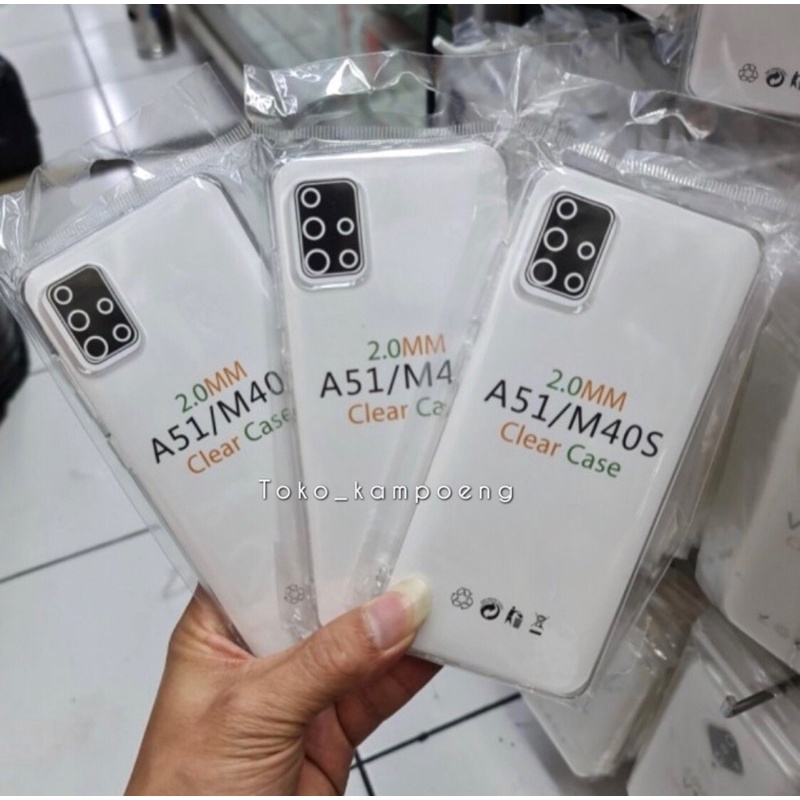 2.0MM
A51/M40
Clear Case
2.0MM
A51/M4
Clear Ca
2.0MM
A51/M40S
Clear Case
Toko_kampoeng